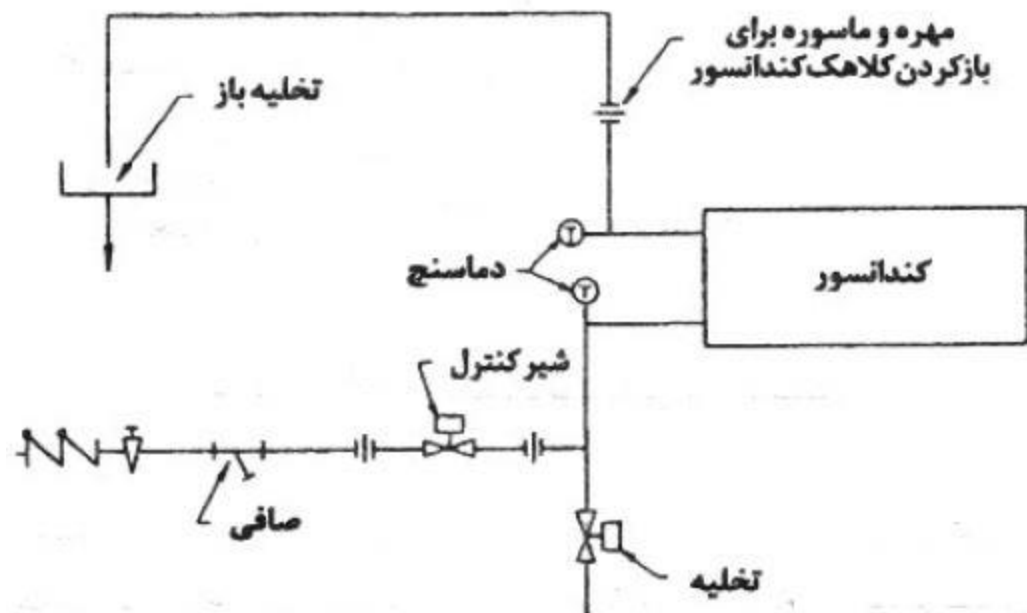 مهره و ماسوره برای
بازکردن کلاهک کندانسور
تخلیه باز
T
دماسنج
T
کندانسور
شیر کنترل
صافی
تخلیه